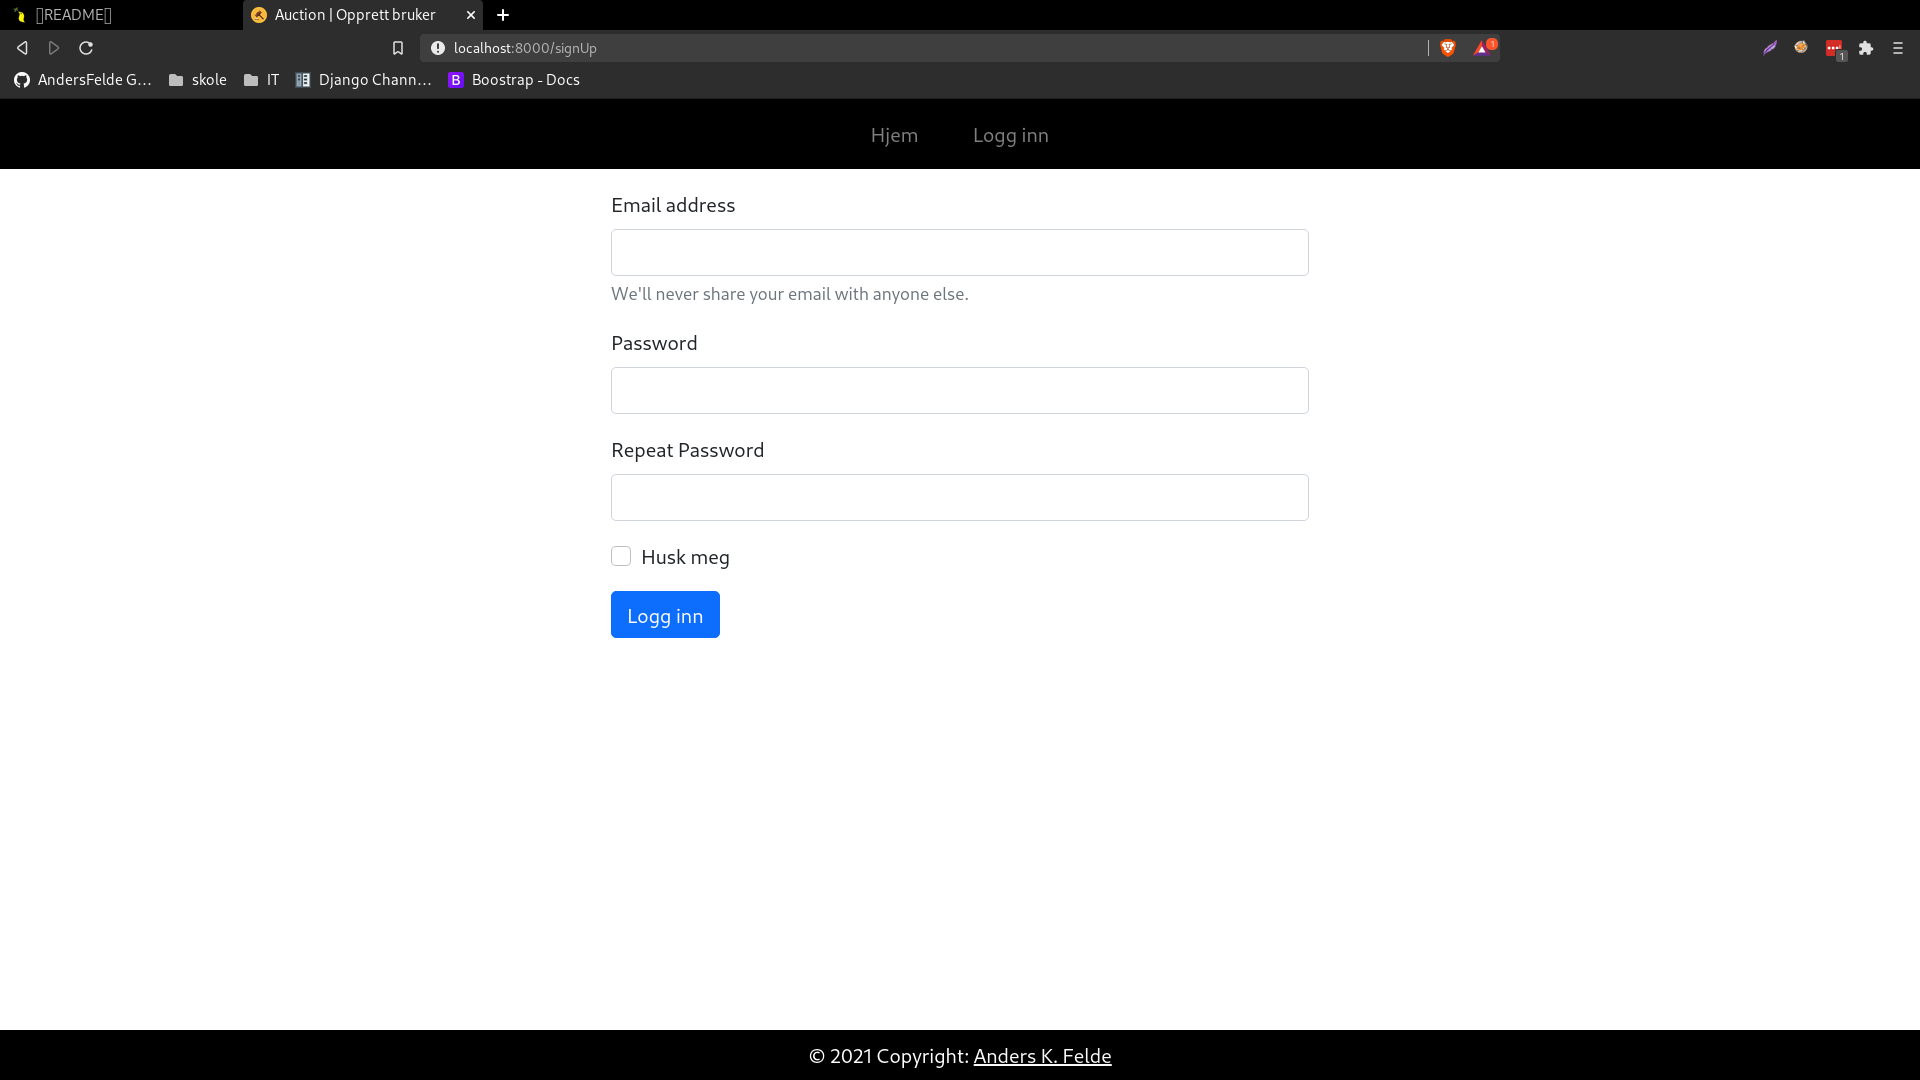 []README[]
Auction | Opprett bruker
localhost:8000/signUp
1
1
AndersFelde G...
skole
IT
Django Chann...
B
Boostrap - Docs
Hjem
Logg inn
Email address
We'll never share your email with anyone else.
Password
Repeat Password
Husk meg
Logg inn
© 2021 Copyright: Anders K. Felde